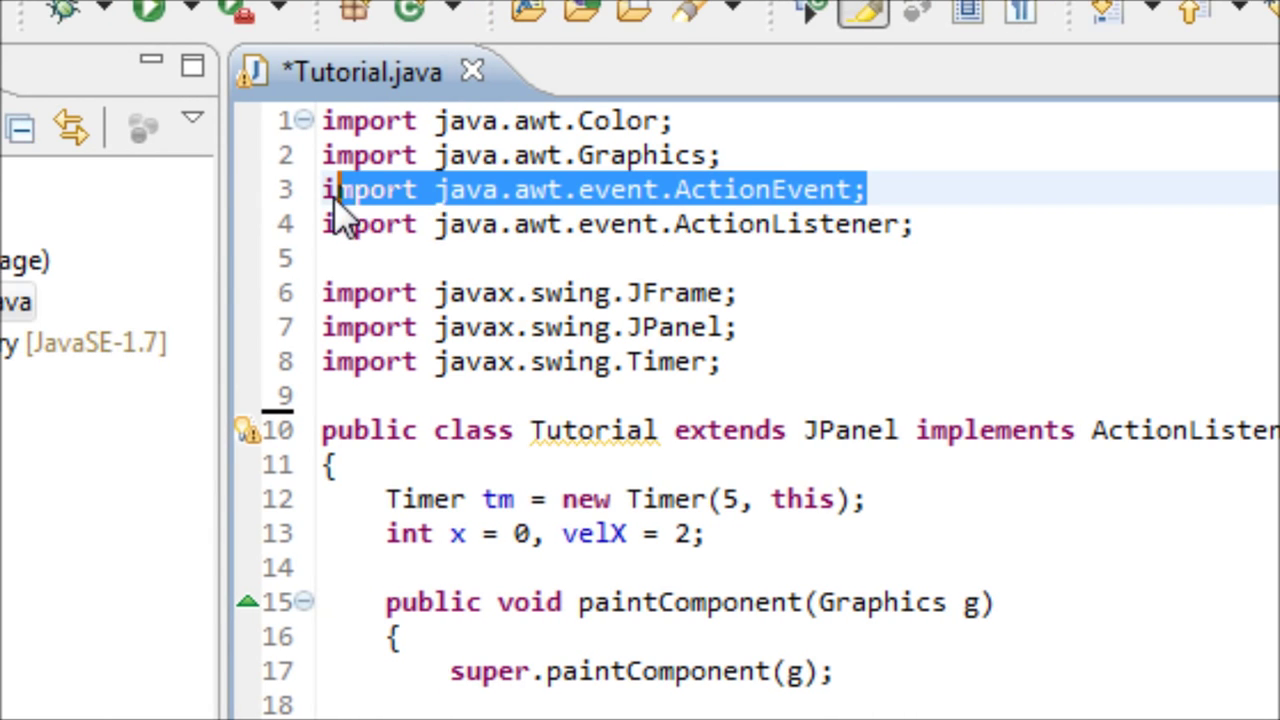 *Tutorial.java
1 import java.awt.Color;
2 import java.awt.Graphics;
3 import java.awt.event.ActionEvent;
4 import java.awt.event.ActionListener;
5
6 import javax.swing.JFrame;
7 import javax.swing.JPanel;
8 import javax.swing.Timer;
9
10 public class Tutorial extends JPanel implements ActionListen
11 {
12 Timer tm = new Timer(5, this);
13 int x = 0, velX = 2;
14
15 public void paintComponent(Graphics g)
16 {
17 super.paintComponent(g);
18
age)
ava
ry [JavaSE-1.7]